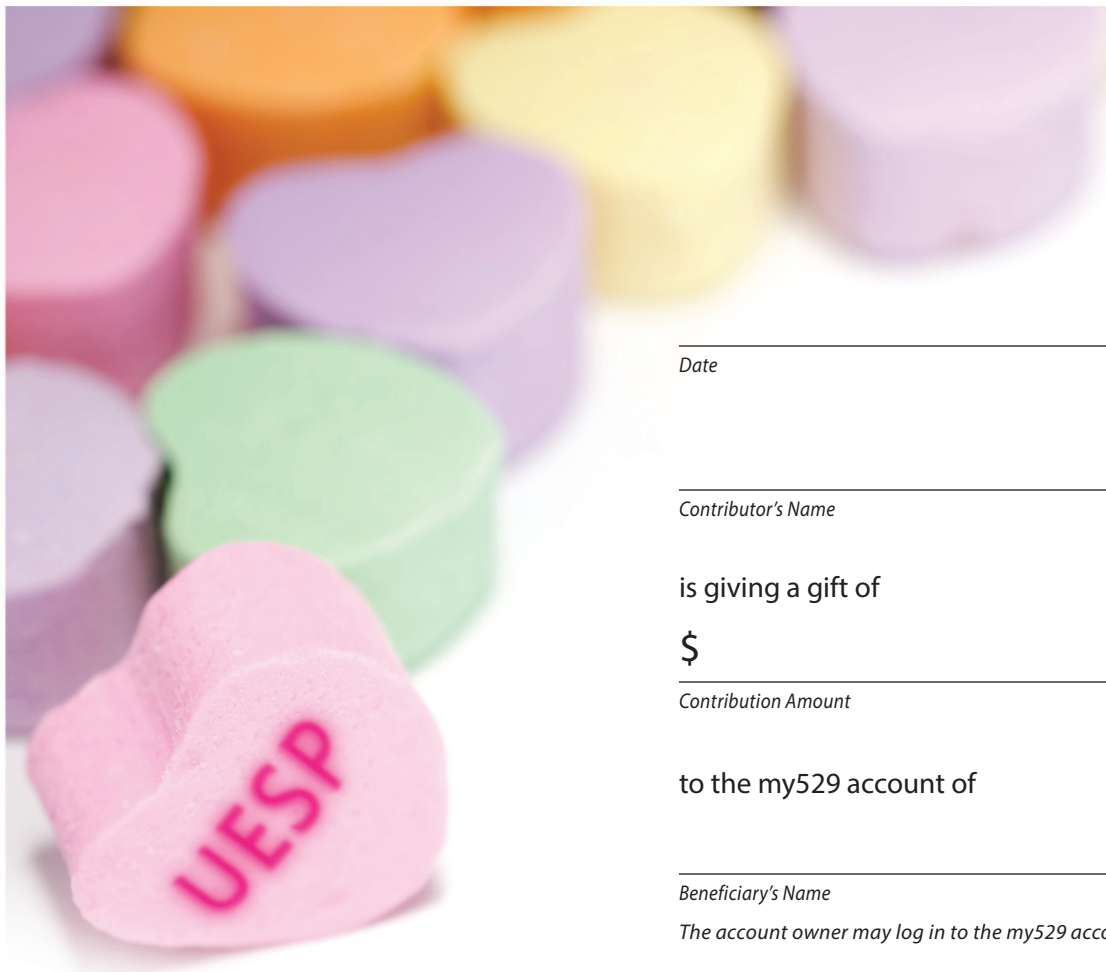 Date
Contributor's Name
is giving a gift of
$
Contribution Amount
to the my529 account of
UESP
Beneficiary's Name
The account owner may log in to the my529